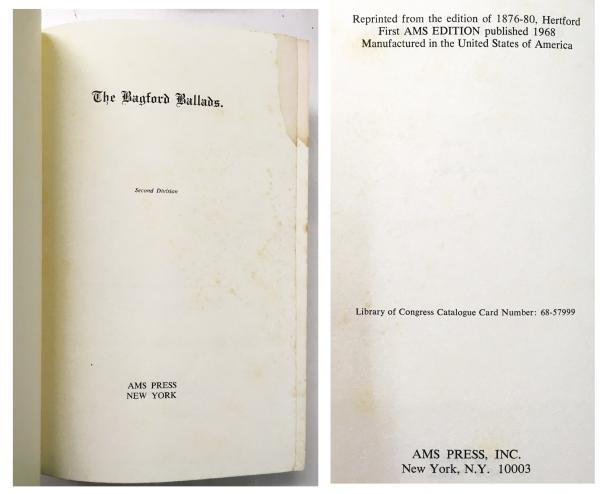 The Bagford Ballads.
Second Division
AMS PRESS
NEW YORK
Reprinted from the edition of 1876-80, Hertford
First AMS EDITION published 1968
Manufactured in the United States of America
Library of Congress Catalogue Card Number: 68-57999
AMS PRESS, INC.
New York, N.Y. 10003